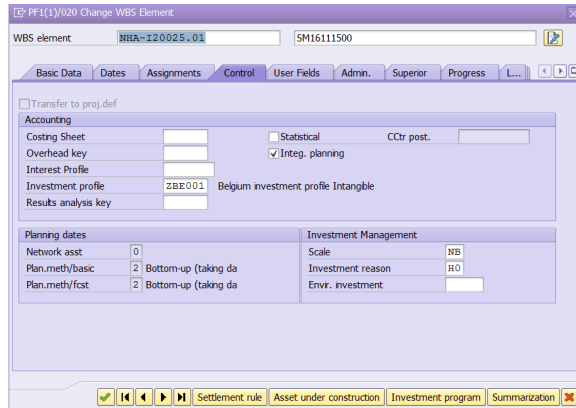 PF1(1)/020 Change WBS Element
WBS element NHA-I20025.01 SM16111500
Basic Data Dates Assignments Control User Fields Admin. Superior Progress L...
Transfer to proj.def
Accounting
Costing Sheet Statistical CCtr post.
Overhead key Integ. planning
Interest Profile
Investment profile ZBE001 Belgium investment profile Intangible
Results analysis key
Planning dates Investment Management
Network asst 0 Scale NB
Plan.meth/basic 2 Bottom-up (taking da Investment reason H0
Plan.meth/fcst 2 Bottom-up (taking da Envir. investment
Settlement rule Asset under construction Investment program Summarization